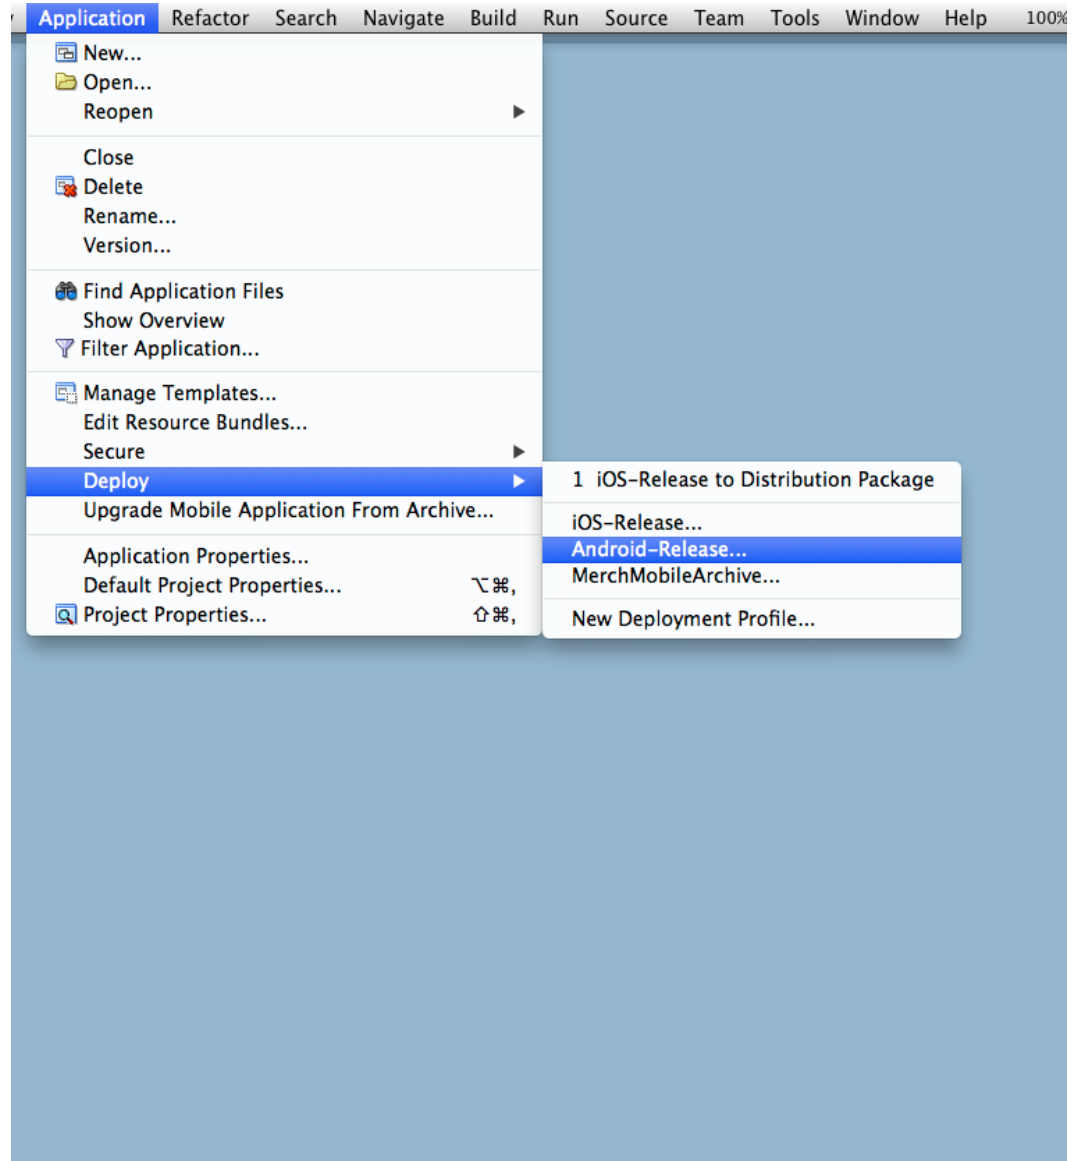 Application Refactor Search Navigate Build Run Source Team Tools Window Help 100%
New...
Open...
Reopen
Close
Delete
Rename...
Version...
Find Application Files
Show Overview
Filter Application...
Manage Templates...
Edit Resource Bundles...
Secure
Deploy
Upgrade Mobile Application From Archive...
Application Properties...
Default Project Properties... ⌥⌘,
Project Properties... ⇧⌘,
1 iOS-Release to Distribution Package
iOS-Release...
Android-Release...
MerchMobileArchive...
New Deployment Profile...